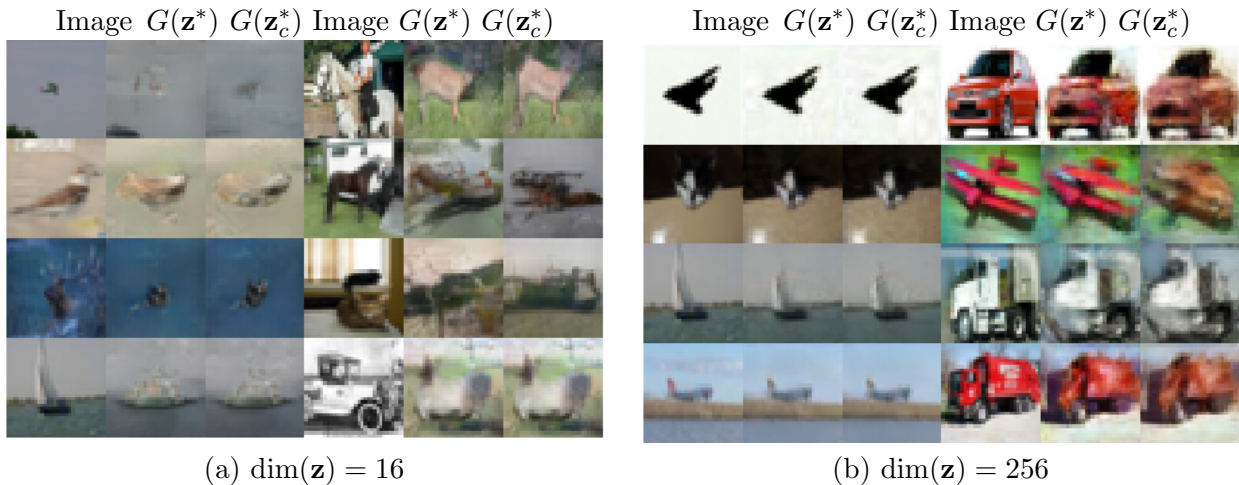 Image G(z*) G(z*_c) Image G(z*) G(z*_c)
Image G(z*) G(z*_c) Image G(z*) G(z*_c)
(a) dim(z) = 16
(b) dim(z) = 256